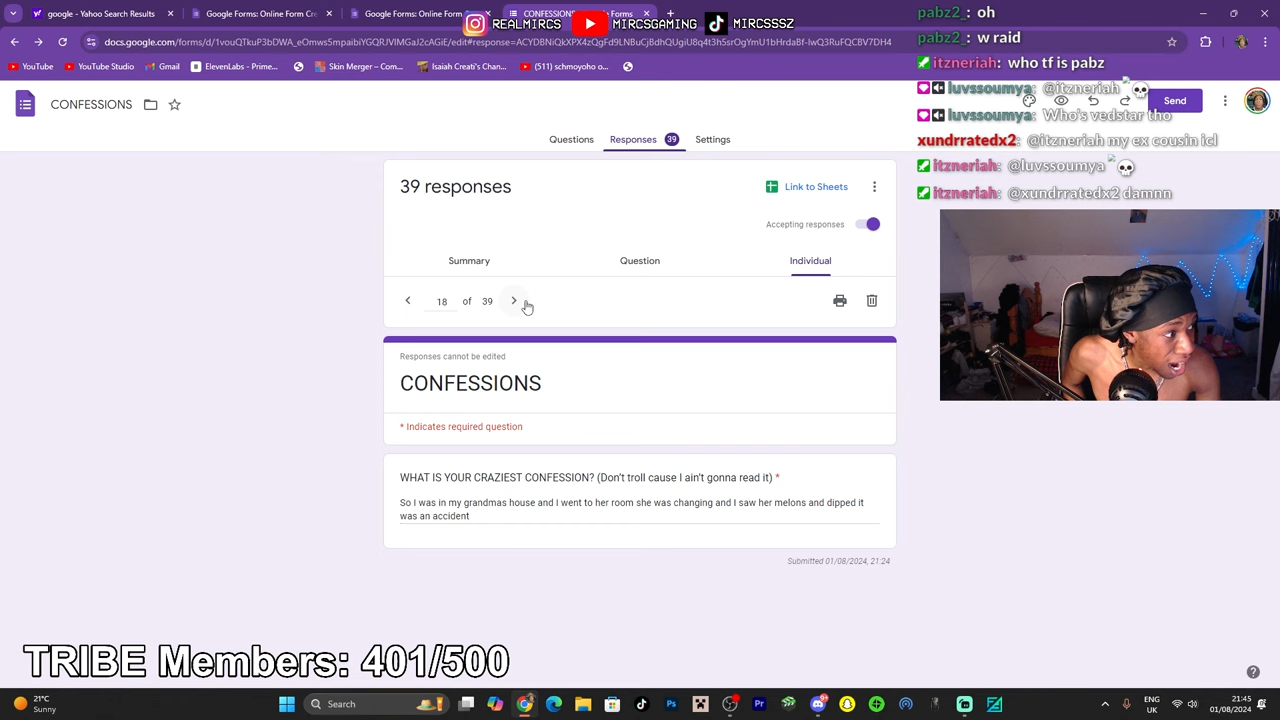 google - Yahoo Search Results
Google Forms: Online Form Cre
Google Forms: Online Form
CONFESSIONS
Forms
REALMIRCS
MIRCSGAMING
MIRCSSSZ
YouTube
YouTube Studio
Gmail
ElevenLabs - Prime...
Skin Merger – Com...
Isaiah Creati's Chan...
(511) schmoyoho o...
CONFESSIONS
Send
Questions
Responses
39
Settings
39 responses
Link to Sheets
Accepting responses
Summary
Question
Individual
18 of 39
Responses cannot be edited
CONFESSIONS
* Indicates required question
WHAT IS YOUR CRAZIEST CONFESSION? (Don't troll cause I ain't gonna read it) *
So I was in my grandmas house and I went to her room she was changing and I saw her melons and dipped it
was an accident
Submitted 01/08/2024, 21:24
pabz2_: oh
pabz2_: w raid
itzneriah: who tf is pabz
luvssoumya: @itzneriah
luvssoumya: Who's vedstar tho
xundrratedx2: @itzneriah my ex cousin icl
itzneriah: @luvssoumya
itzneriah: @xundrratedx2 damnn
TRIBE Members: 401/500
21°C
Sunny
Search
ENG
UK
21:45
01/08/2024